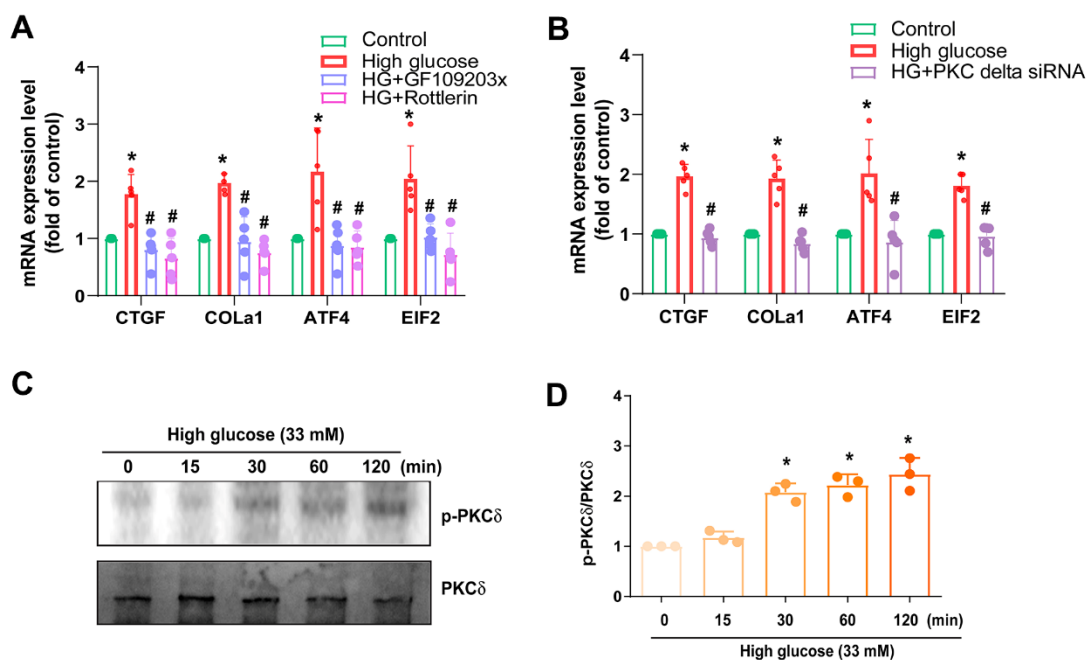 A
Control
High glucose
HG+GF109203x
HG+Rottlerin
mRNA expression level
(fold of control)
4
3
2
1
0
* # #
* # #
* # #
* # #
CTGF COLa1 ATF4 EIF2
B
Control
High glucose
HG+PKC delta siRNA
mRNA expression level
(fold of control)
4
3
2
1
0
* #
* #
* #
* #
CTGF COLa1 ATF4 EIF2
C
High glucose (33 mM)
0 15 30 60 120 (min)
p-PKCδ
PKCδ
D
p-PKCδ/PKCδ
4
3
2
1
0
* * *
0 15 30 60 120 (min)
High glucose (33 mM)